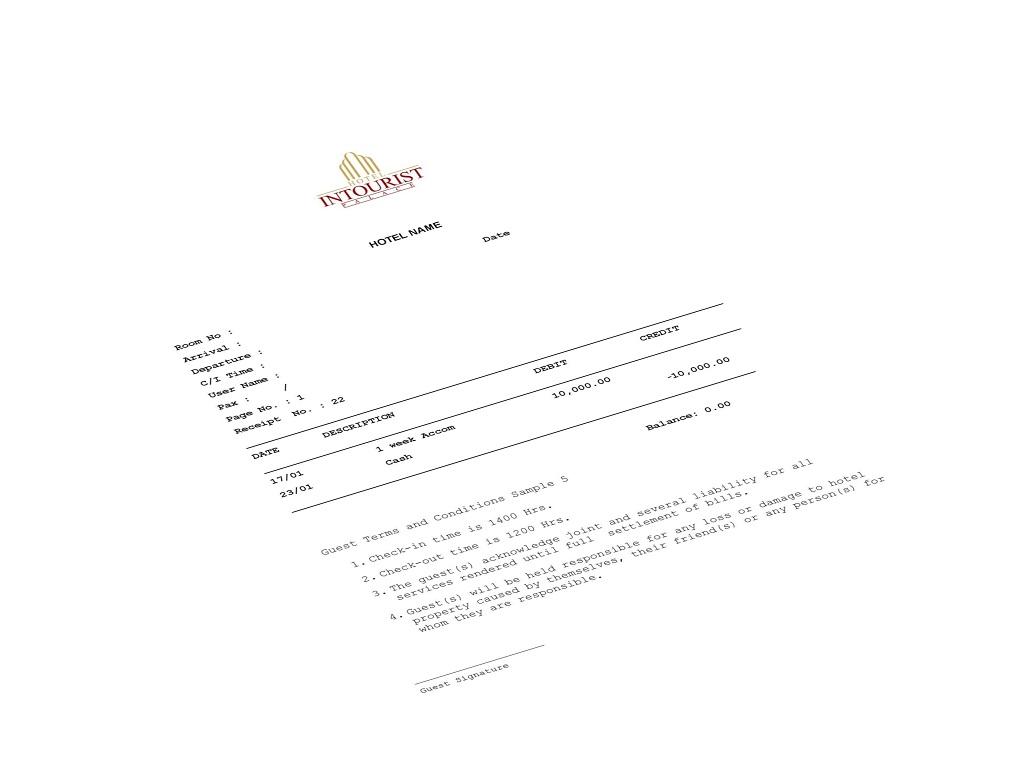 HOTEL
INTOURIST
PALACE
HOTEL NAME
Date
Room No :
Arrival :
Departure :
C/I Time :
User Name :
Pax : /
Page No. : 1
Receipt No. : 22
DATE DESCRIPTION DEBIT CREDIT
17/01 1 week Accom 10,000.00
23/01 Cash -10,000.00
Balance: 0.00
Guest Terms and Conditions Sample 5
1. Check-in time is 1400 Hrs.
2. Check-out time is 1200 Hrs.
3. The guest(s) acknowledge joint and several liability for all
services rendered until full settlement of bills.
4. Guest(s) will be held responsible for any loss or damage to hotel
property caused by themselves, their friend(s) or any person(s) for
whom they are responsible.
Guest Signature